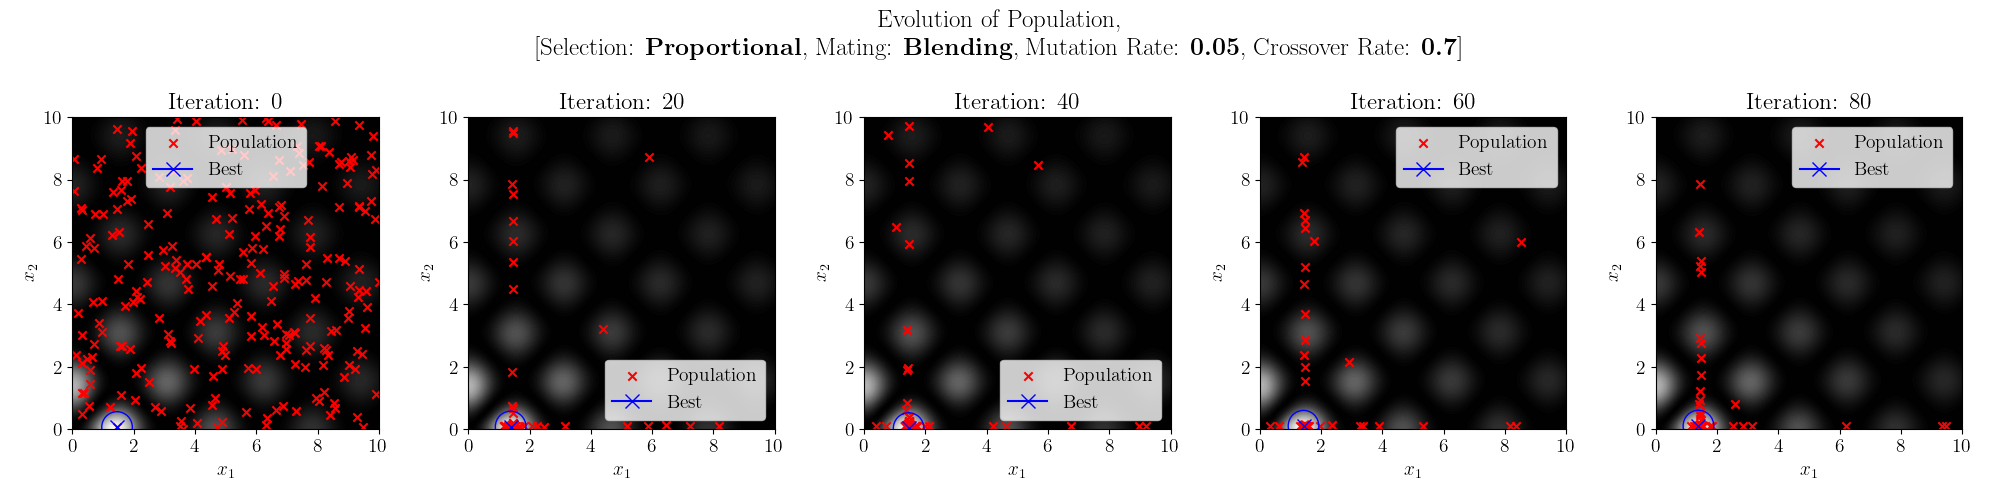 Evolution of Population,
[Selection: Proportional, Mating: Blending, Mutation Rate: 0.05, Crossover Rate: 0.7]
Iteration: 0
10
8
6
4
2
0
x2
Population
Best
0 2 4 6 8 10
x1
Iteration: 20
10
8
6
4
2
0
x2
Population
Best
0 2 4 6 8 10
x1
Iteration: 40
10
8
6
4
2
0
x2
Population
Best
0 2 4 6 8 10
x1
Iteration: 60
10
8
6
4
2
0
x2
Population
Best
0 2 4 6 8 10
x1
Iteration: 80
10
8
6
4
2
0
x2
Population
Best
0 2 4 6 8 10
x1